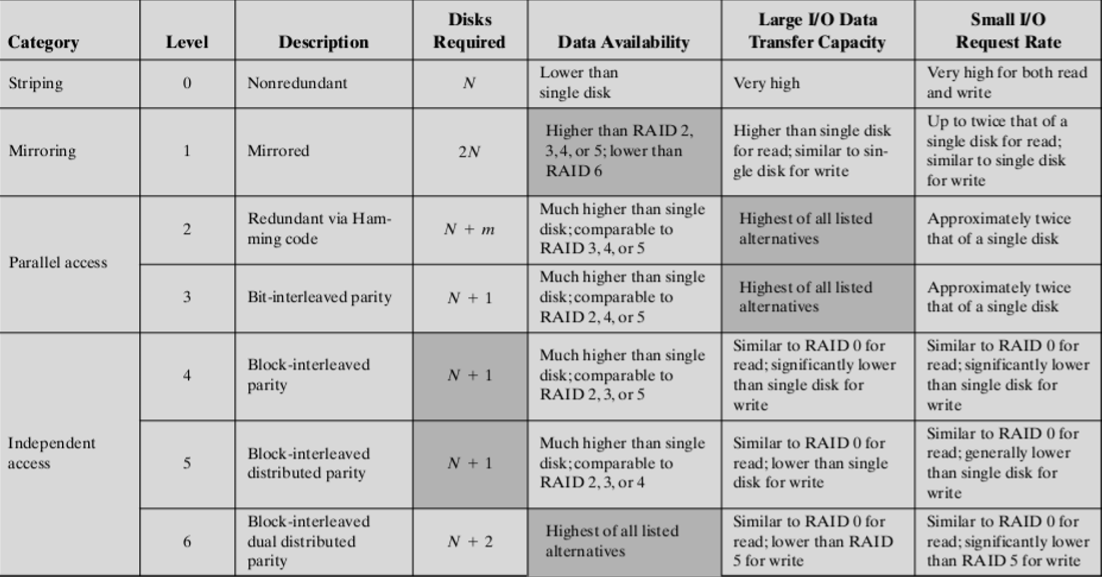 Category
Level
Description
Disks
Required
Data Availability
Large I/O Data
Transfer Capacity
Small I/O
Request Rate
Striping
0
Nonredundant
N
Lower than
single disk
Very high
Very high for both read
and write
Mirroring
1
Mirrored
2N
Higher than RAID 2,
3,4, or 5; lower than
RAID 6
Higher than single disk
for read; similar to sin-
gle disk for write
Up to twice that of a
single disk for read;
similar to single disk
for write
Parallel access
2
Redundant via Ham-
ming code
N + m
Much higher than single
disk; comparable to
RAID 3, 4, or 5
Highest of all listed
alternatives
Approximately twice
that of a single disk
3
Bit-interleaved parity
N + 1
Much higher than single
disk; comparable to
RAID 2, 4, or 5
Highest of all listed
alternatives
Approximately twice
that of a single disk
Independent
access
4
Block-interleaved
parity
N + 1
Much higher than single
disk; comparable to
RAID 2, 3, or 5
Similar to RAID 0 for
read; significantly lower
than single disk for
write
Similar to RAID 0 for
read; significantly lower
than single disk for
write
5
Block-interleaved
distributed parity
N + 1
Much higher than single
disk; comparable to
RAID 2, 3, or 4
Similar to RAID 0 for
read; lower than single
disk for write
Similar to RAID 0 for
read; generally lower
than single disk for
write
6
Block-interleaved
dual distributed
parity
N + 2
Highest of all listed
alternatives
Similar to RAID 0 for
read; lower than RAID
5 for write
Similar to RAID 0 for
read; significantly lower
than RAID 5 for write